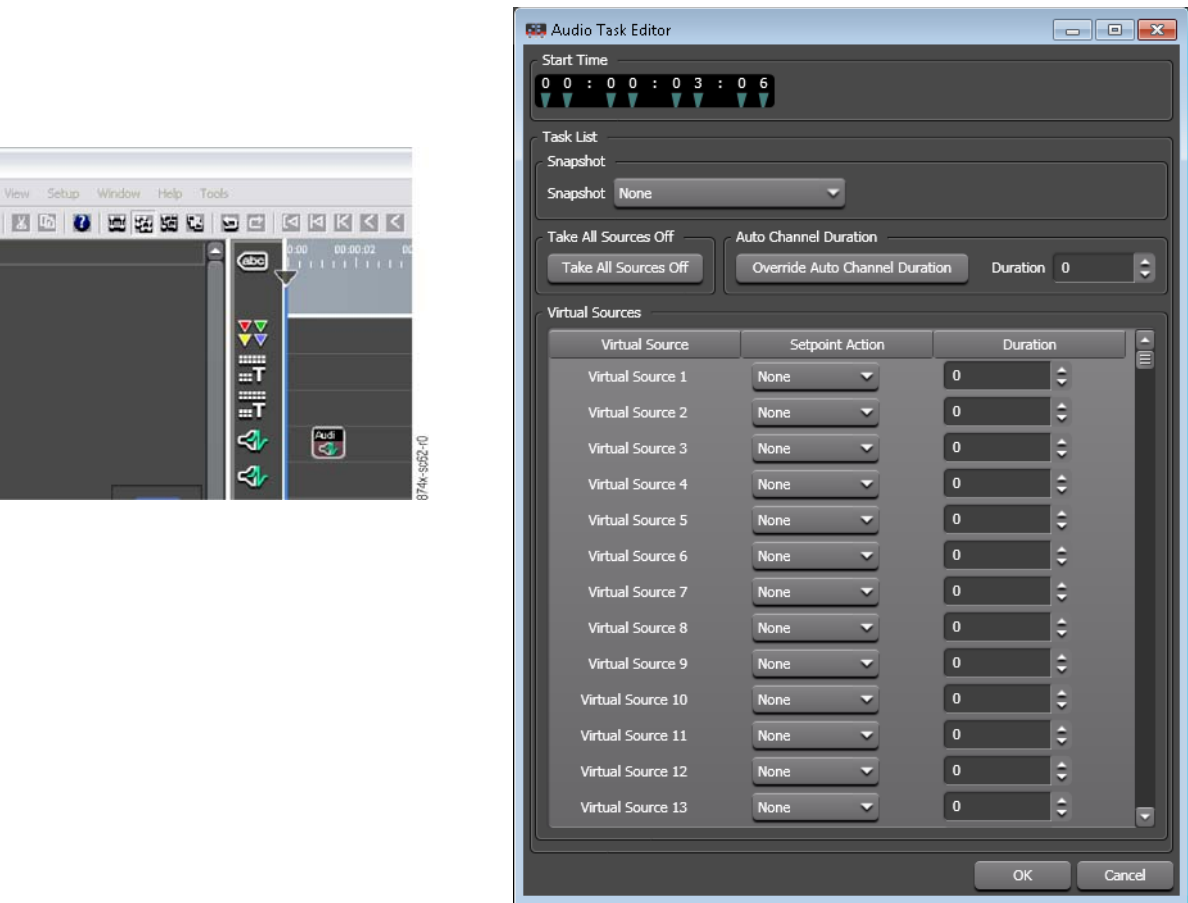 View Setup Window Help Tools
abc
0:00 00:00:02 00
T
T
Audi
874x-sc62-r0
Audio Task Editor
Start Time
0 0 : 0 0 : 0 3 : 0 6
Task List
Snapshot
Snapshot None
Take All Sources Off Auto Channel Duration
Take All Sources Off Override Auto Channel Duration Duration 0
Virtual Sources
Virtual Source Setpoint Action Duration
Virtual Source 1 None 0
Virtual Source 2 None 0
Virtual Source 3 None 0
Virtual Source 4 None 0
Virtual Source 5 None 0
Virtual Source 6 None 0
Virtual Source 7 None 0
Virtual Source 8 None 0
Virtual Source 9 None 0
Virtual Source 10 None 0
Virtual Source 11 None 0
Virtual Source 12 None 0
Virtual Source 13 None 0
OK Cancel